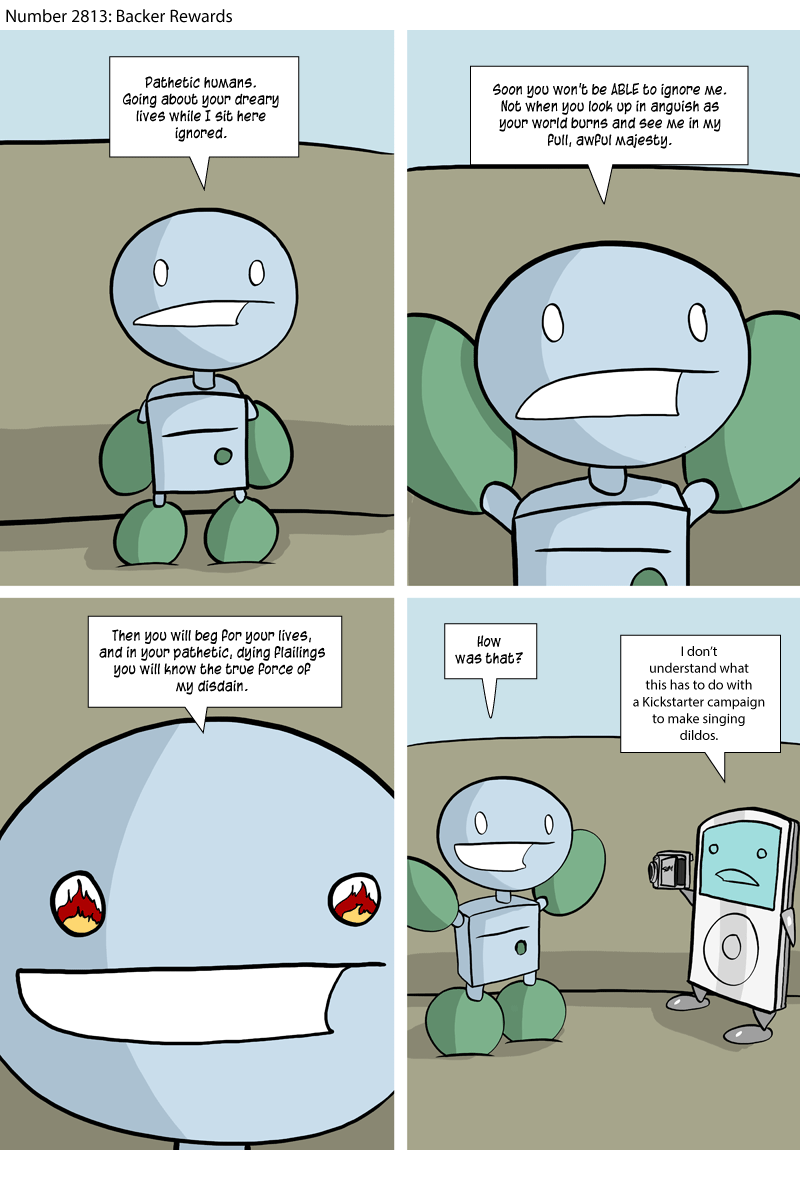 Number 2813: Backer Rewards
Pathetic humans.
Going about your dreary
lives while I sit here
ignored.
Soon you won't be ABLE to ignore me.
Not when you look up in anguish as
your world burns and see me in my
full, awful majesty.
Then you will beg for your lives,
and in your pathetic, dying flailings
you will know the true force of
my disdain.
How
was that?
I don't
understand what
this has to do with
a Kickstarter campaign
to make singing
dildos.